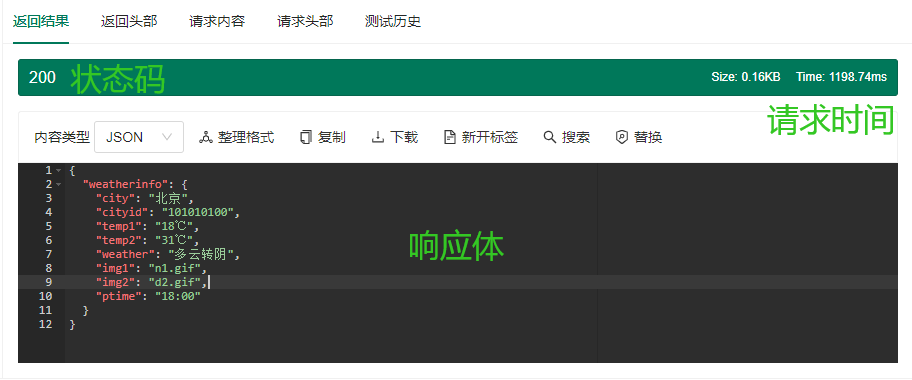 返回结果 返回头部 请求内容 请求头部 测试历史
200 状态码 Size: 0.16KB Time: 1198.74ms
请求时间
内容类型 JSON 整理格式 复制 下载 新开标签 搜索 替换
1 {
2 "weatherinfo": {
3 "city": "北京",
4 "cityid": "101010100",
5 "temp1": "18℃",
6 "temp2": "31℃",
7 "weather": "多云转阴",
响应体
8 "img1": "n1.gif",
9 "img2": "d2.gif",
10 "ptime": "18:00"
11 }
12 }